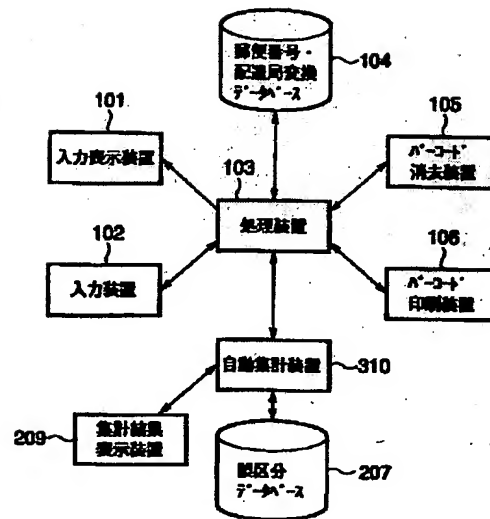 郵便番号・
配達局変換
データベース
104
101
入力表示装置
103
処理装置
105
バーコード
消去装置
102
入力装置
106
バーコード
印刷装置
自動集計装置
310
209
集計結果
表示装置
誤区分
データベース
207